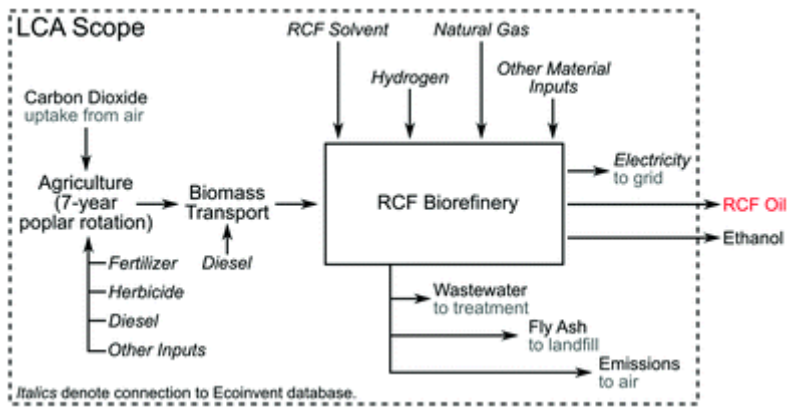 LCA Scope
RCF Solvent
Natural Gas
Hydrogen
Other Material
Inputs
Carbon Dioxide
uptake from air
Agriculture
(7-year
poplar rotation)
Biomass
Transport
RCF Biorefinery
Electricity
to grid
RCF Oil
Ethanol
Fertilizer
Diesel
Herbicide
Diesel
Other Inputs
Wastewater
to treatment
Fly Ash
to landfill
Emissions
to air
Italics denote connection to Ecoinvent database.